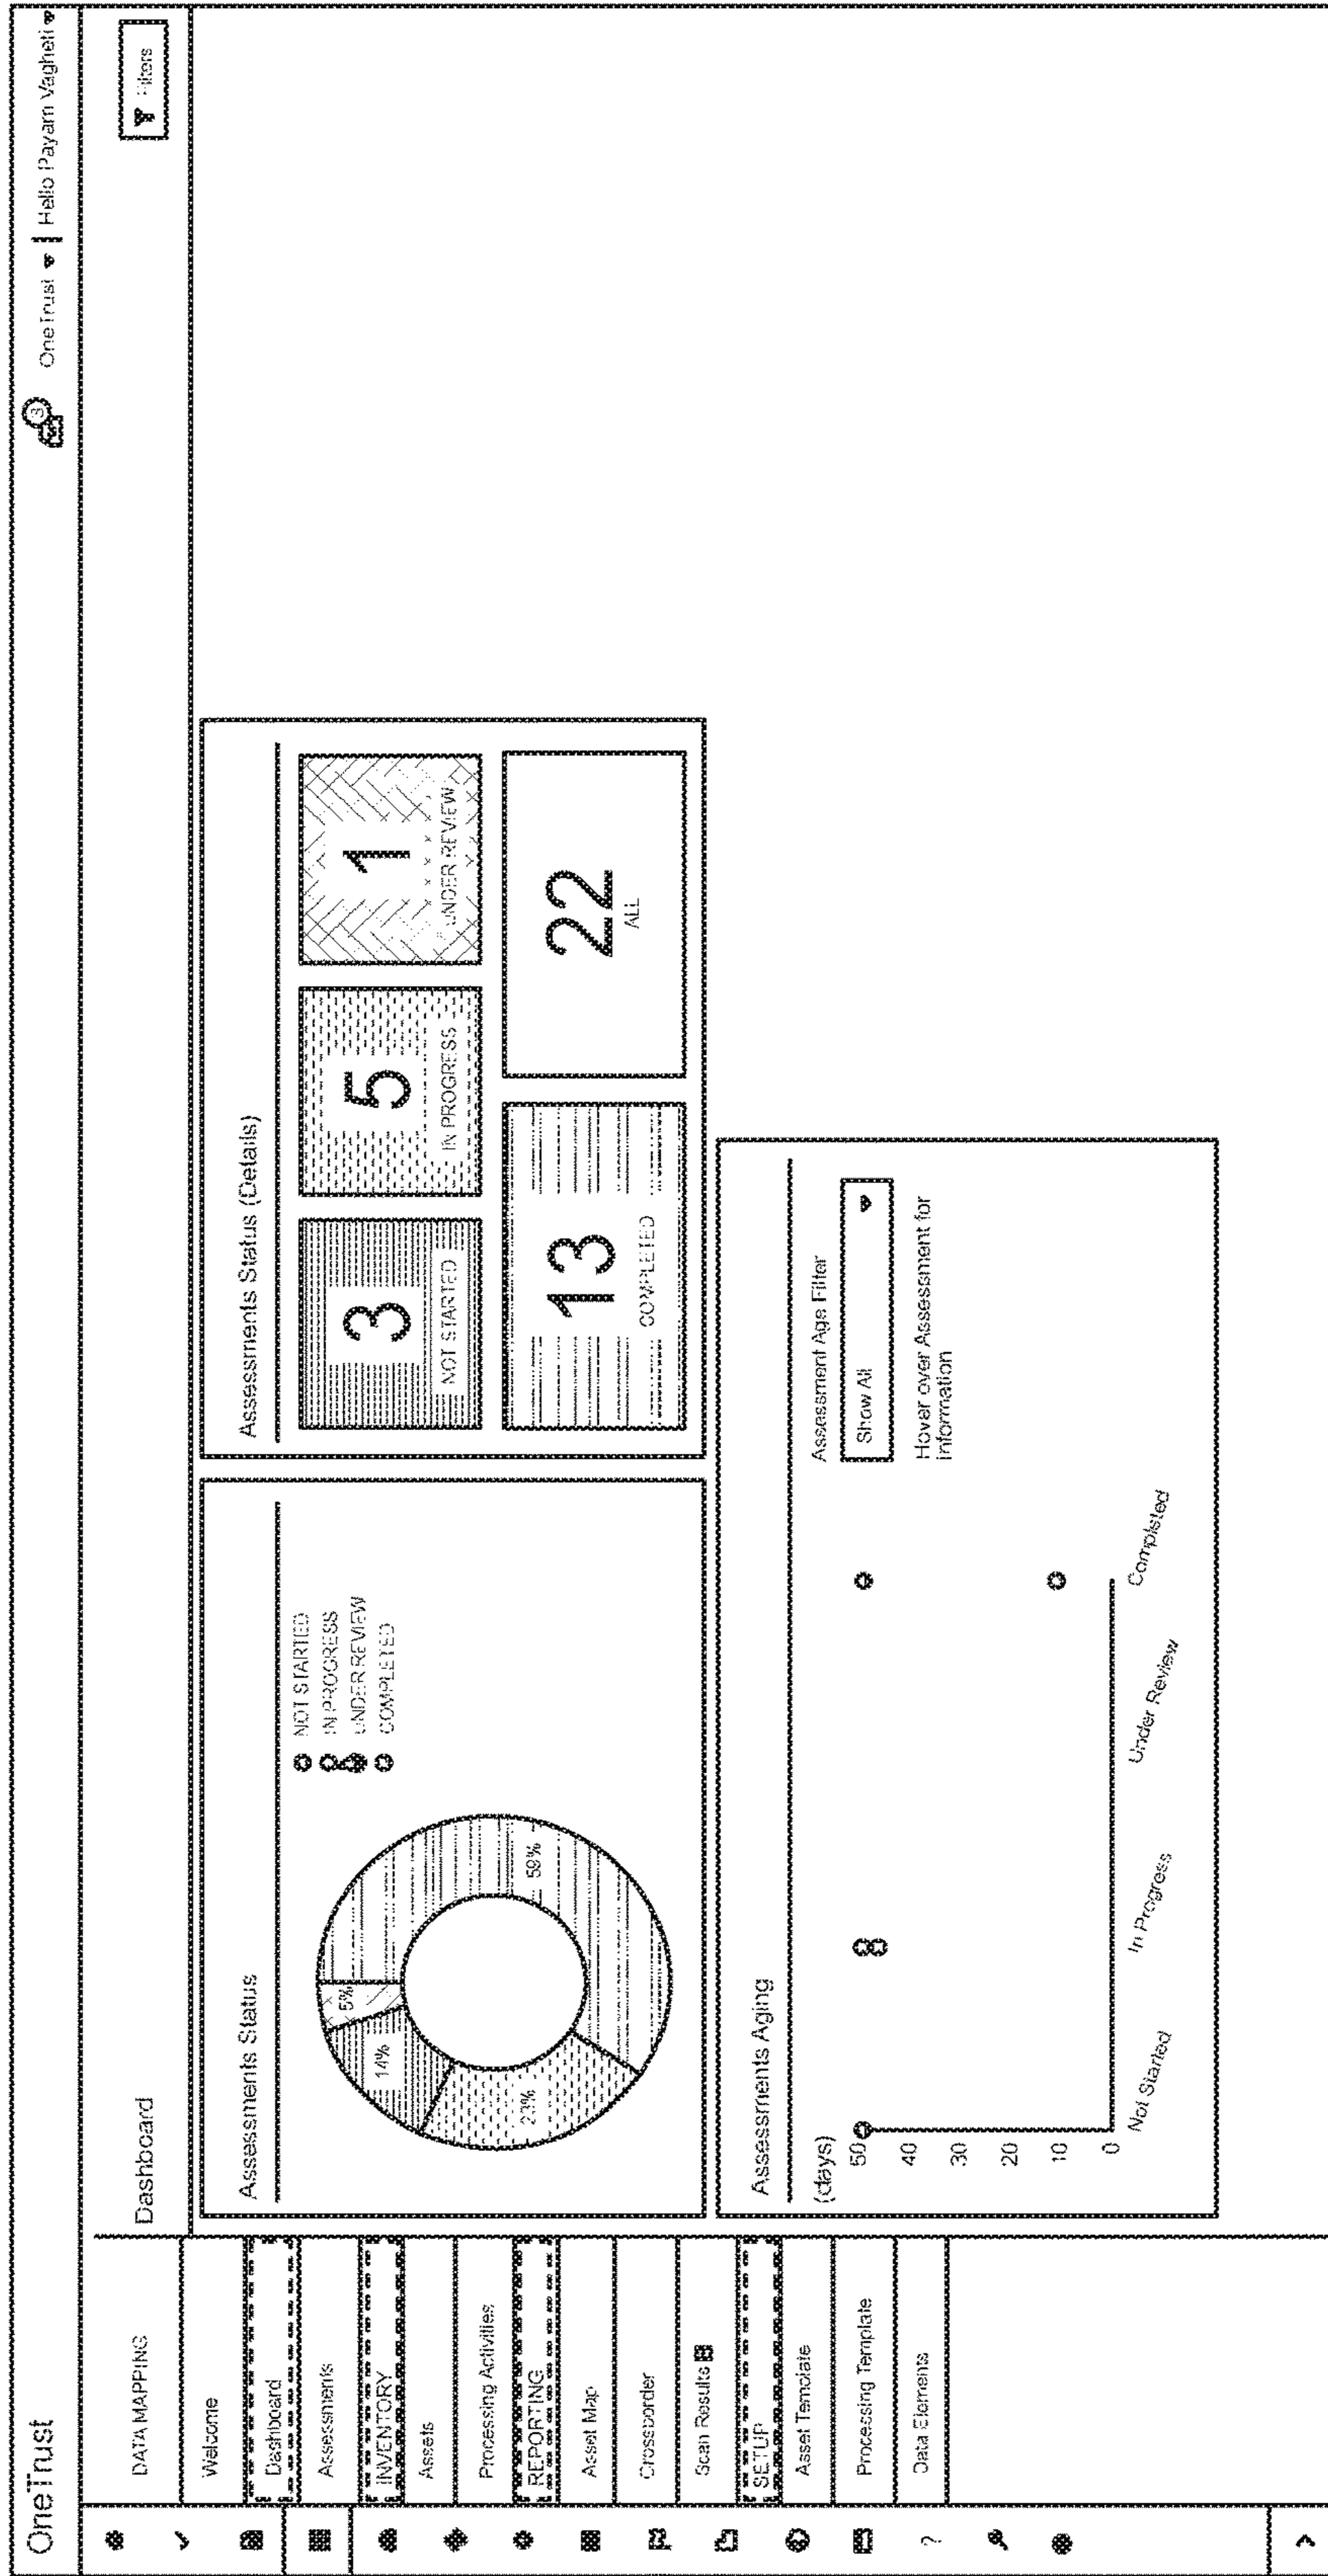 OneTrust
3
OneTrust
Hello Payam Vagheti
DATA MAPPING
Welcome
Dashboard
Assessments
INVENTORY
Assets
Processing Activities
REPORTING
Asset Map
Crossborder
Scan Results
SETUP
Asset Template
Processing Template
Data Elements
?
Dashboard
Filters
Assessments Status
5%
14%
23%
59%
NOT STARTED
IN PROGRESS
UNDER REVIEW
COMPLETED
Assessments Status (Details)
3
NOT STARTED
5
IN PROGRESS
1
UNDER REVIEW
13
COMPLETED
22
ALL
Assessments Aging
(days)
50
40
30
20
10
0
Not Started
In Progress
Under Review
Completed
Assessment Age Filter
Show All
Hover over Assessment for
information